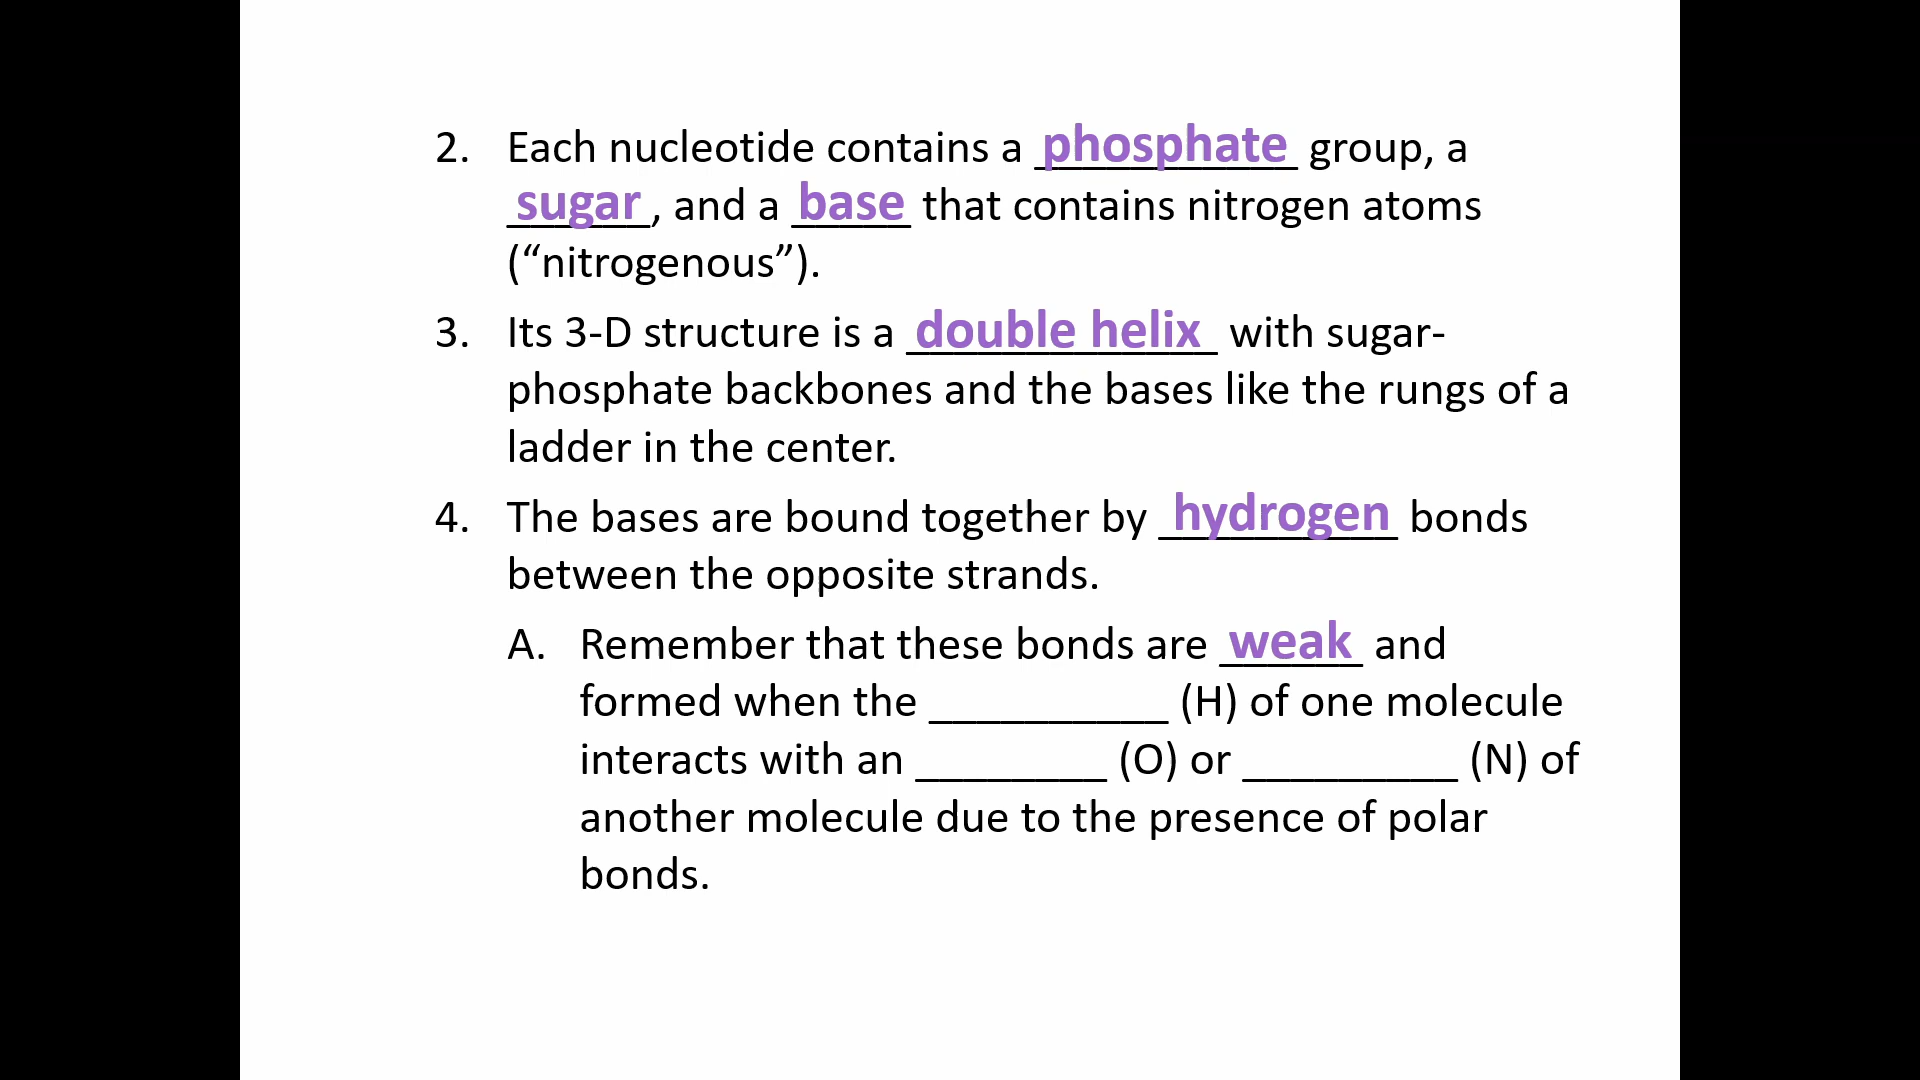 2. Each nucleotide contains a phosphate group, a
sugar, and a base that contains nitrogen atoms
(“nitrogenous”).
3. Its 3-D structure is a double helix with sugar-
phosphate backbones and the bases like the rungs of a
ladder in the center.
4. The bases are bound together by hydrogen bonds
between the opposite strands.
A. Remember that these bonds are weak and
formed when the __________ (H) of one molecule
interacts with an ________ (O) or _________ (N) of
another molecule due to the presence of polar
bonds.